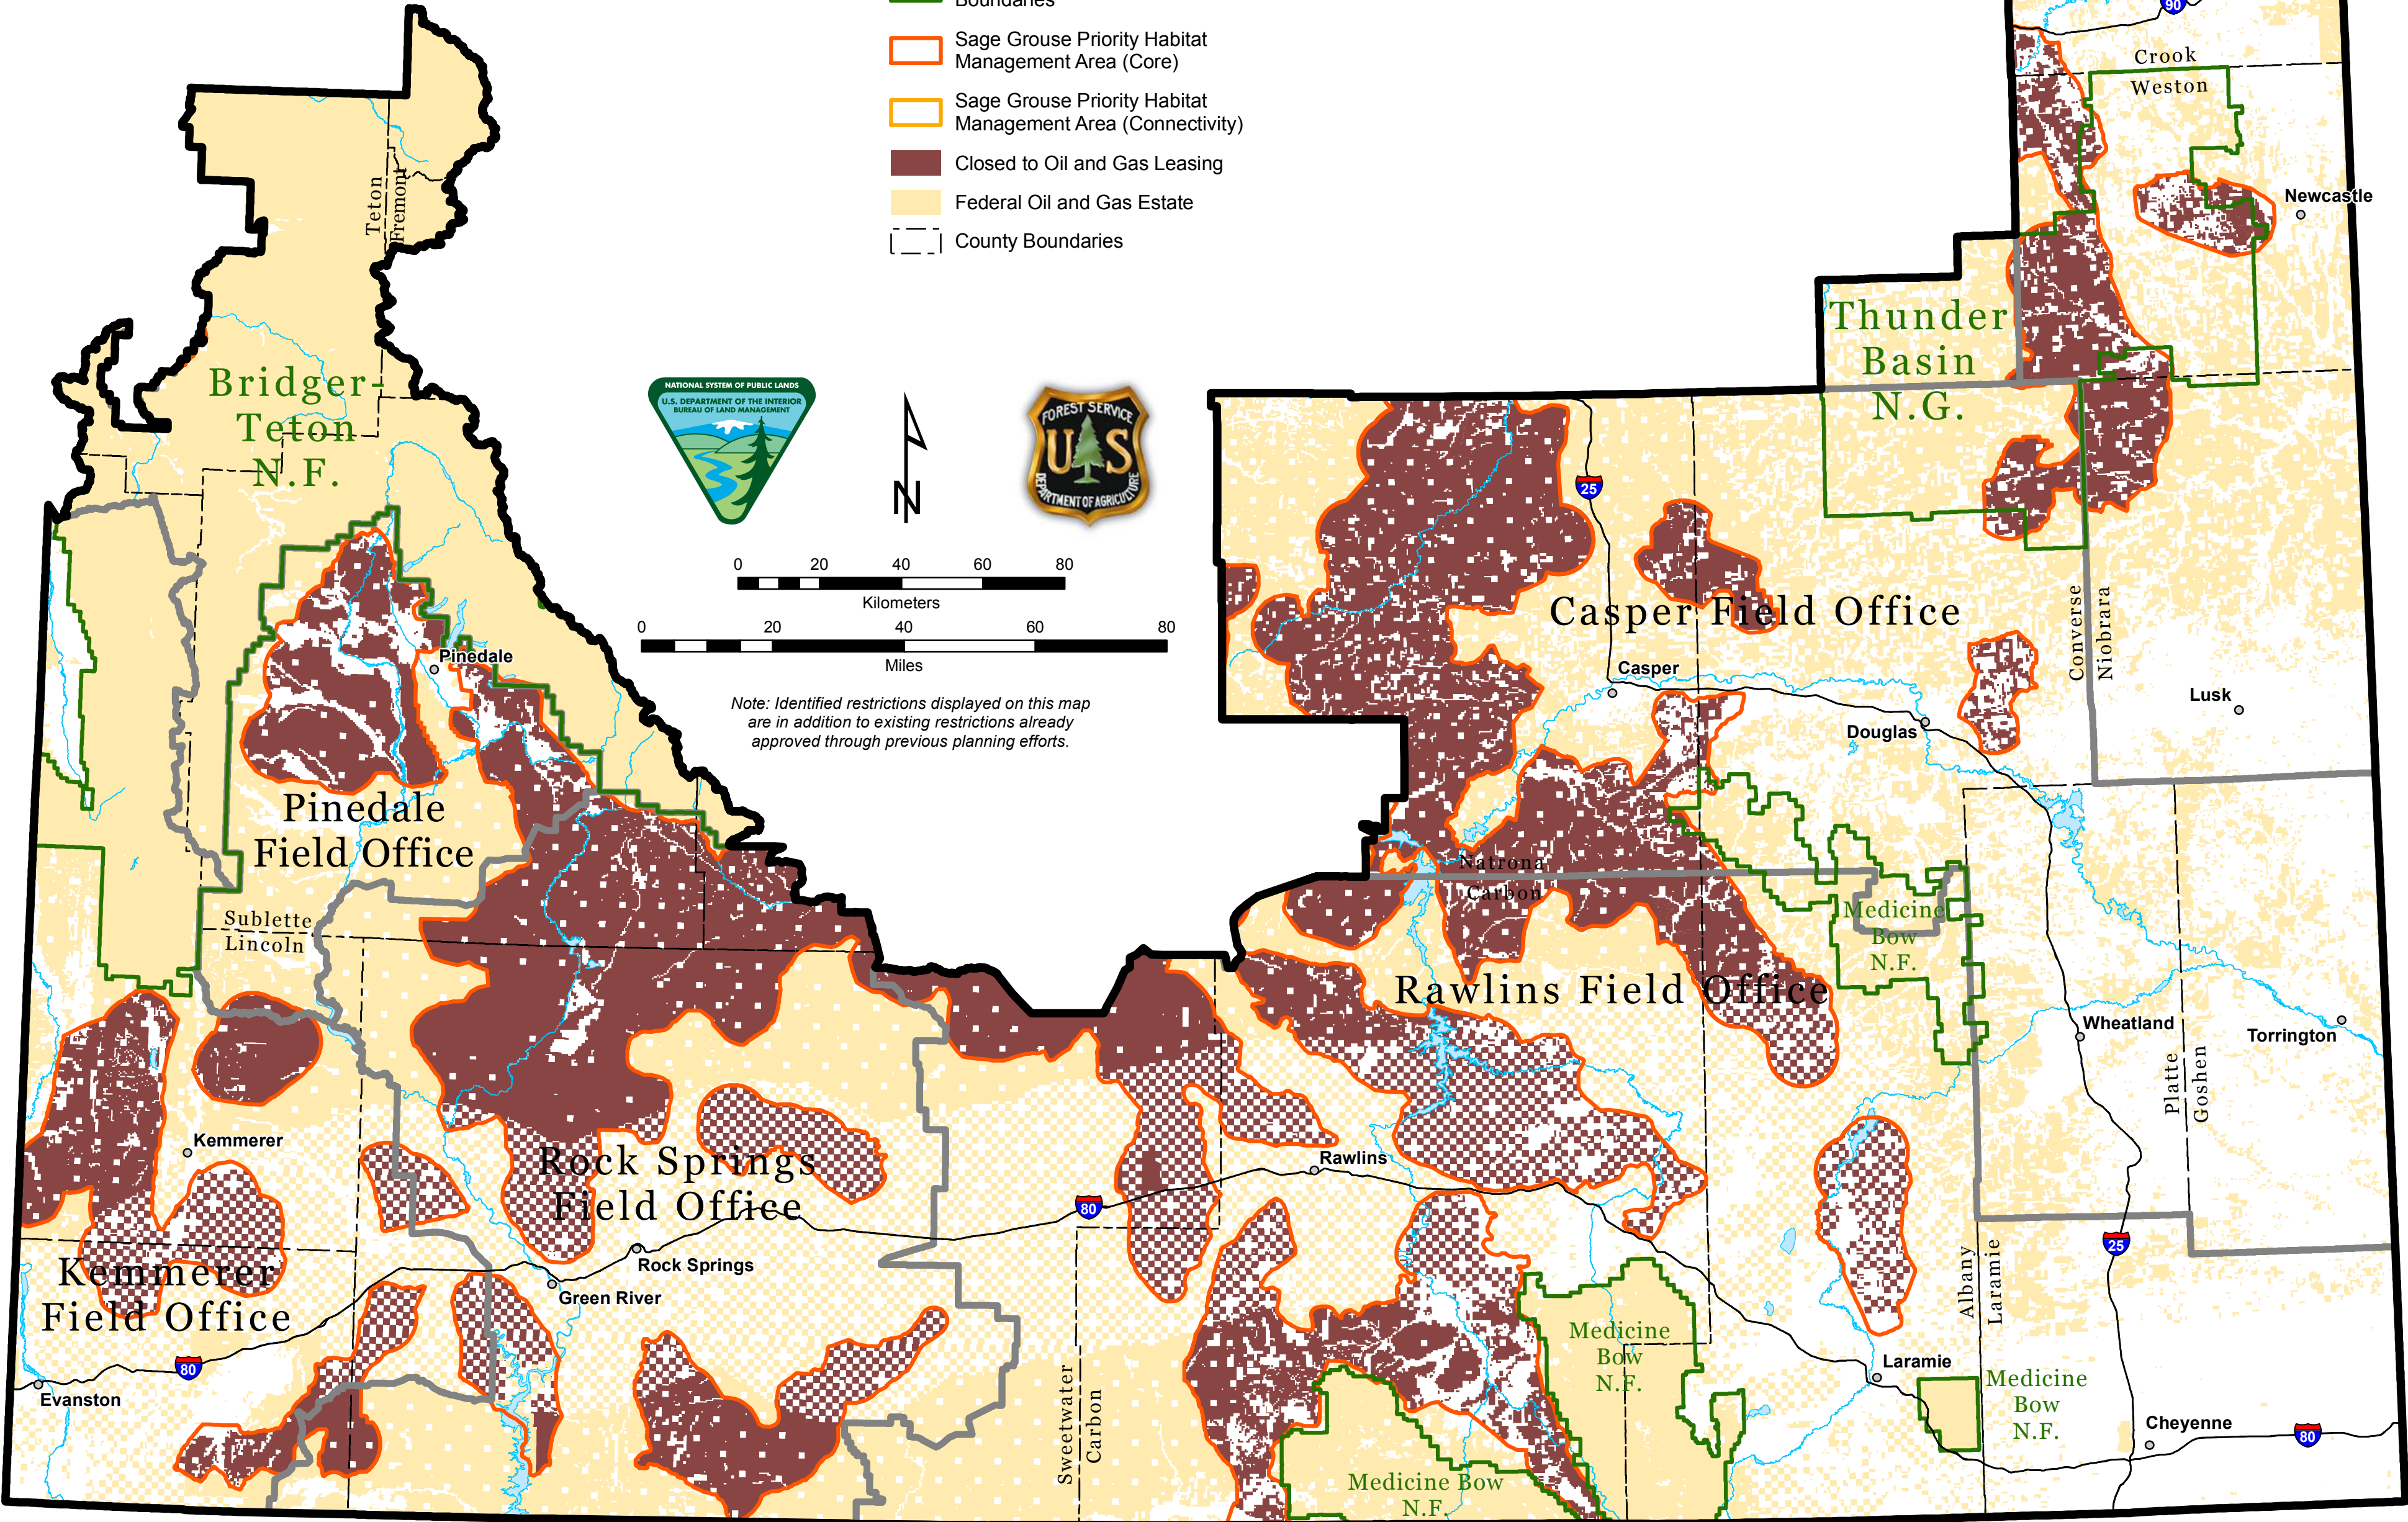 Boundaries
Sage Grouse Priority Habitat
Management Area (Core)
Sage Grouse Priority Habitat
Management Area (Connectivity)
Closed to Oil and Gas Leasing
Federal Oil and Gas Estate
County Boundaries
90
Crook
Weston
Newcastle
Teton
Fremont
Thunder
Basin
N.G.
Bridger-
Teton
N.F.
NATIONAL SYSTEM OF PUBLIC LANDS
U.S. DEPARTMENT OF THE INTERIOR
BUREAU OF LAND MANAGEMENT
N
FOREST SERVICE
U S
DEPARTMENT OF AGRICULTURE
0 20 40 60 80
Kilometers
0 20 40 60 80
Miles
Note: Identified restrictions displayed on this map
are in addition to existing restrictions already
approved through previous planning efforts.
25
Casper Field Office
Converse
Niobrara
Casper
Lusk
Douglas
Pinedale
Pinedale
Field Office
Natrona
Carbon
Sublette
Lincoln
Medicine
Bow
N.F.
Rawlins Field Office
Wheatland
Torrington
Platte
Goshen
Kemmerer
Rock Springs
Field Office
Rawlins
80
Rock Springs
Green River
Kemmerer
Field Office
80
Evanston
25
Albany
Laramie
Medicine
Bow
N.F.
Laramie
Medicine
Bow
N.F.
Sweetwater
Carbon
Cheyenne
80
Medicine Bow
N.F.